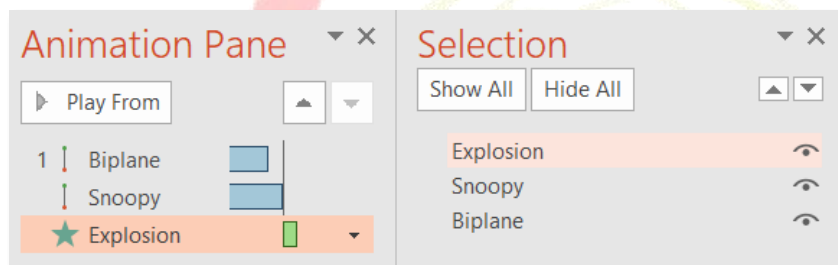 Animation Pane
Play From
1 Biplane
Snoopy
Explosion
Selection
Show All Hide All
Explosion
Snoopy
Biplane